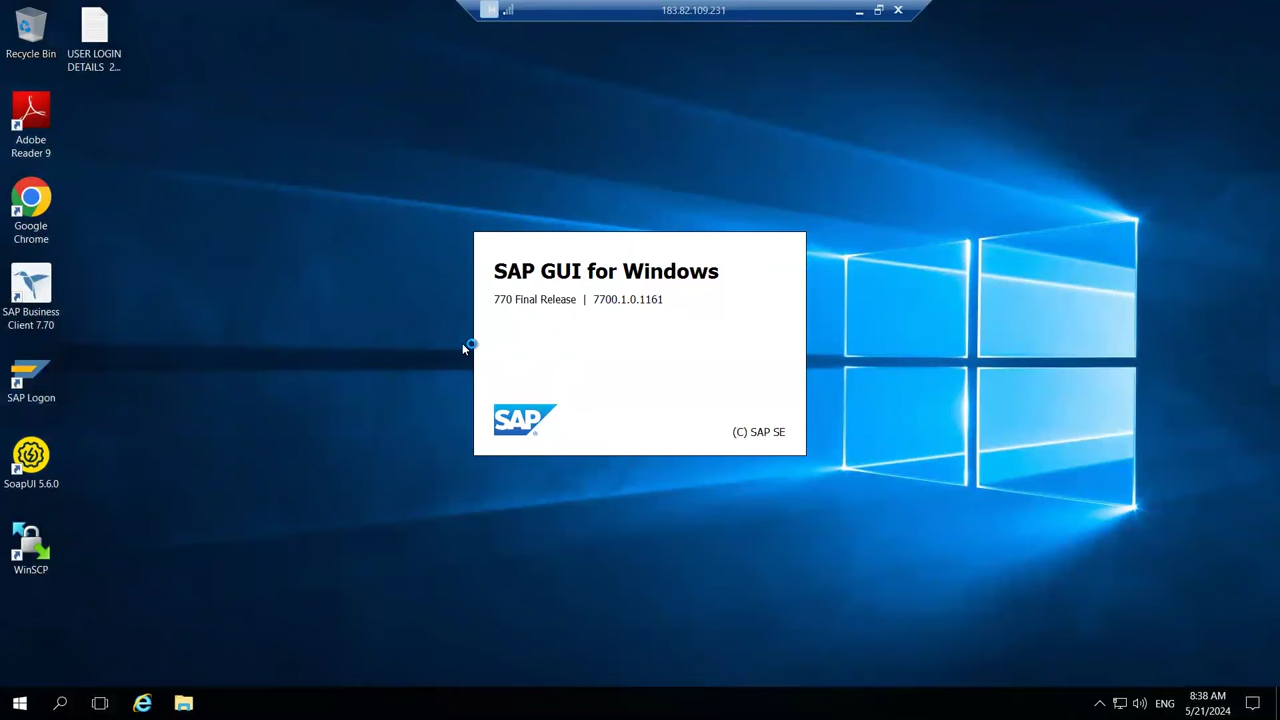 183.82.109.231
Recycle Bin
USER LOGIN
DETAILS 2...
Adobe
Reader 9
Google
Chrome
SAP Business
Client 7.70
SAP Logon
SoapUI 5.6.0
WinSCP
SAP GUI for Windows
770 Final Release | 7700.1.0.1161
SAP
(C) SAP SE
ENG
8:38 AM
5/21/2024